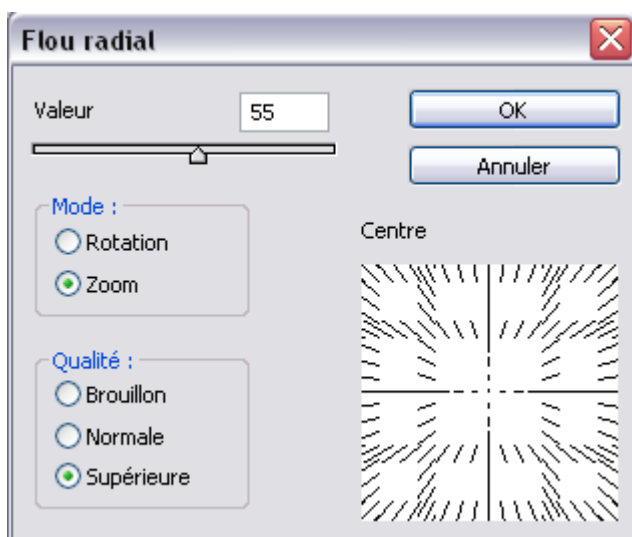 Flou radial
Valeur 55
OK
Annuler
Mode :
Rotation
Zoom
Centre
Qualité :
Brouillon
Normale
Supérieure